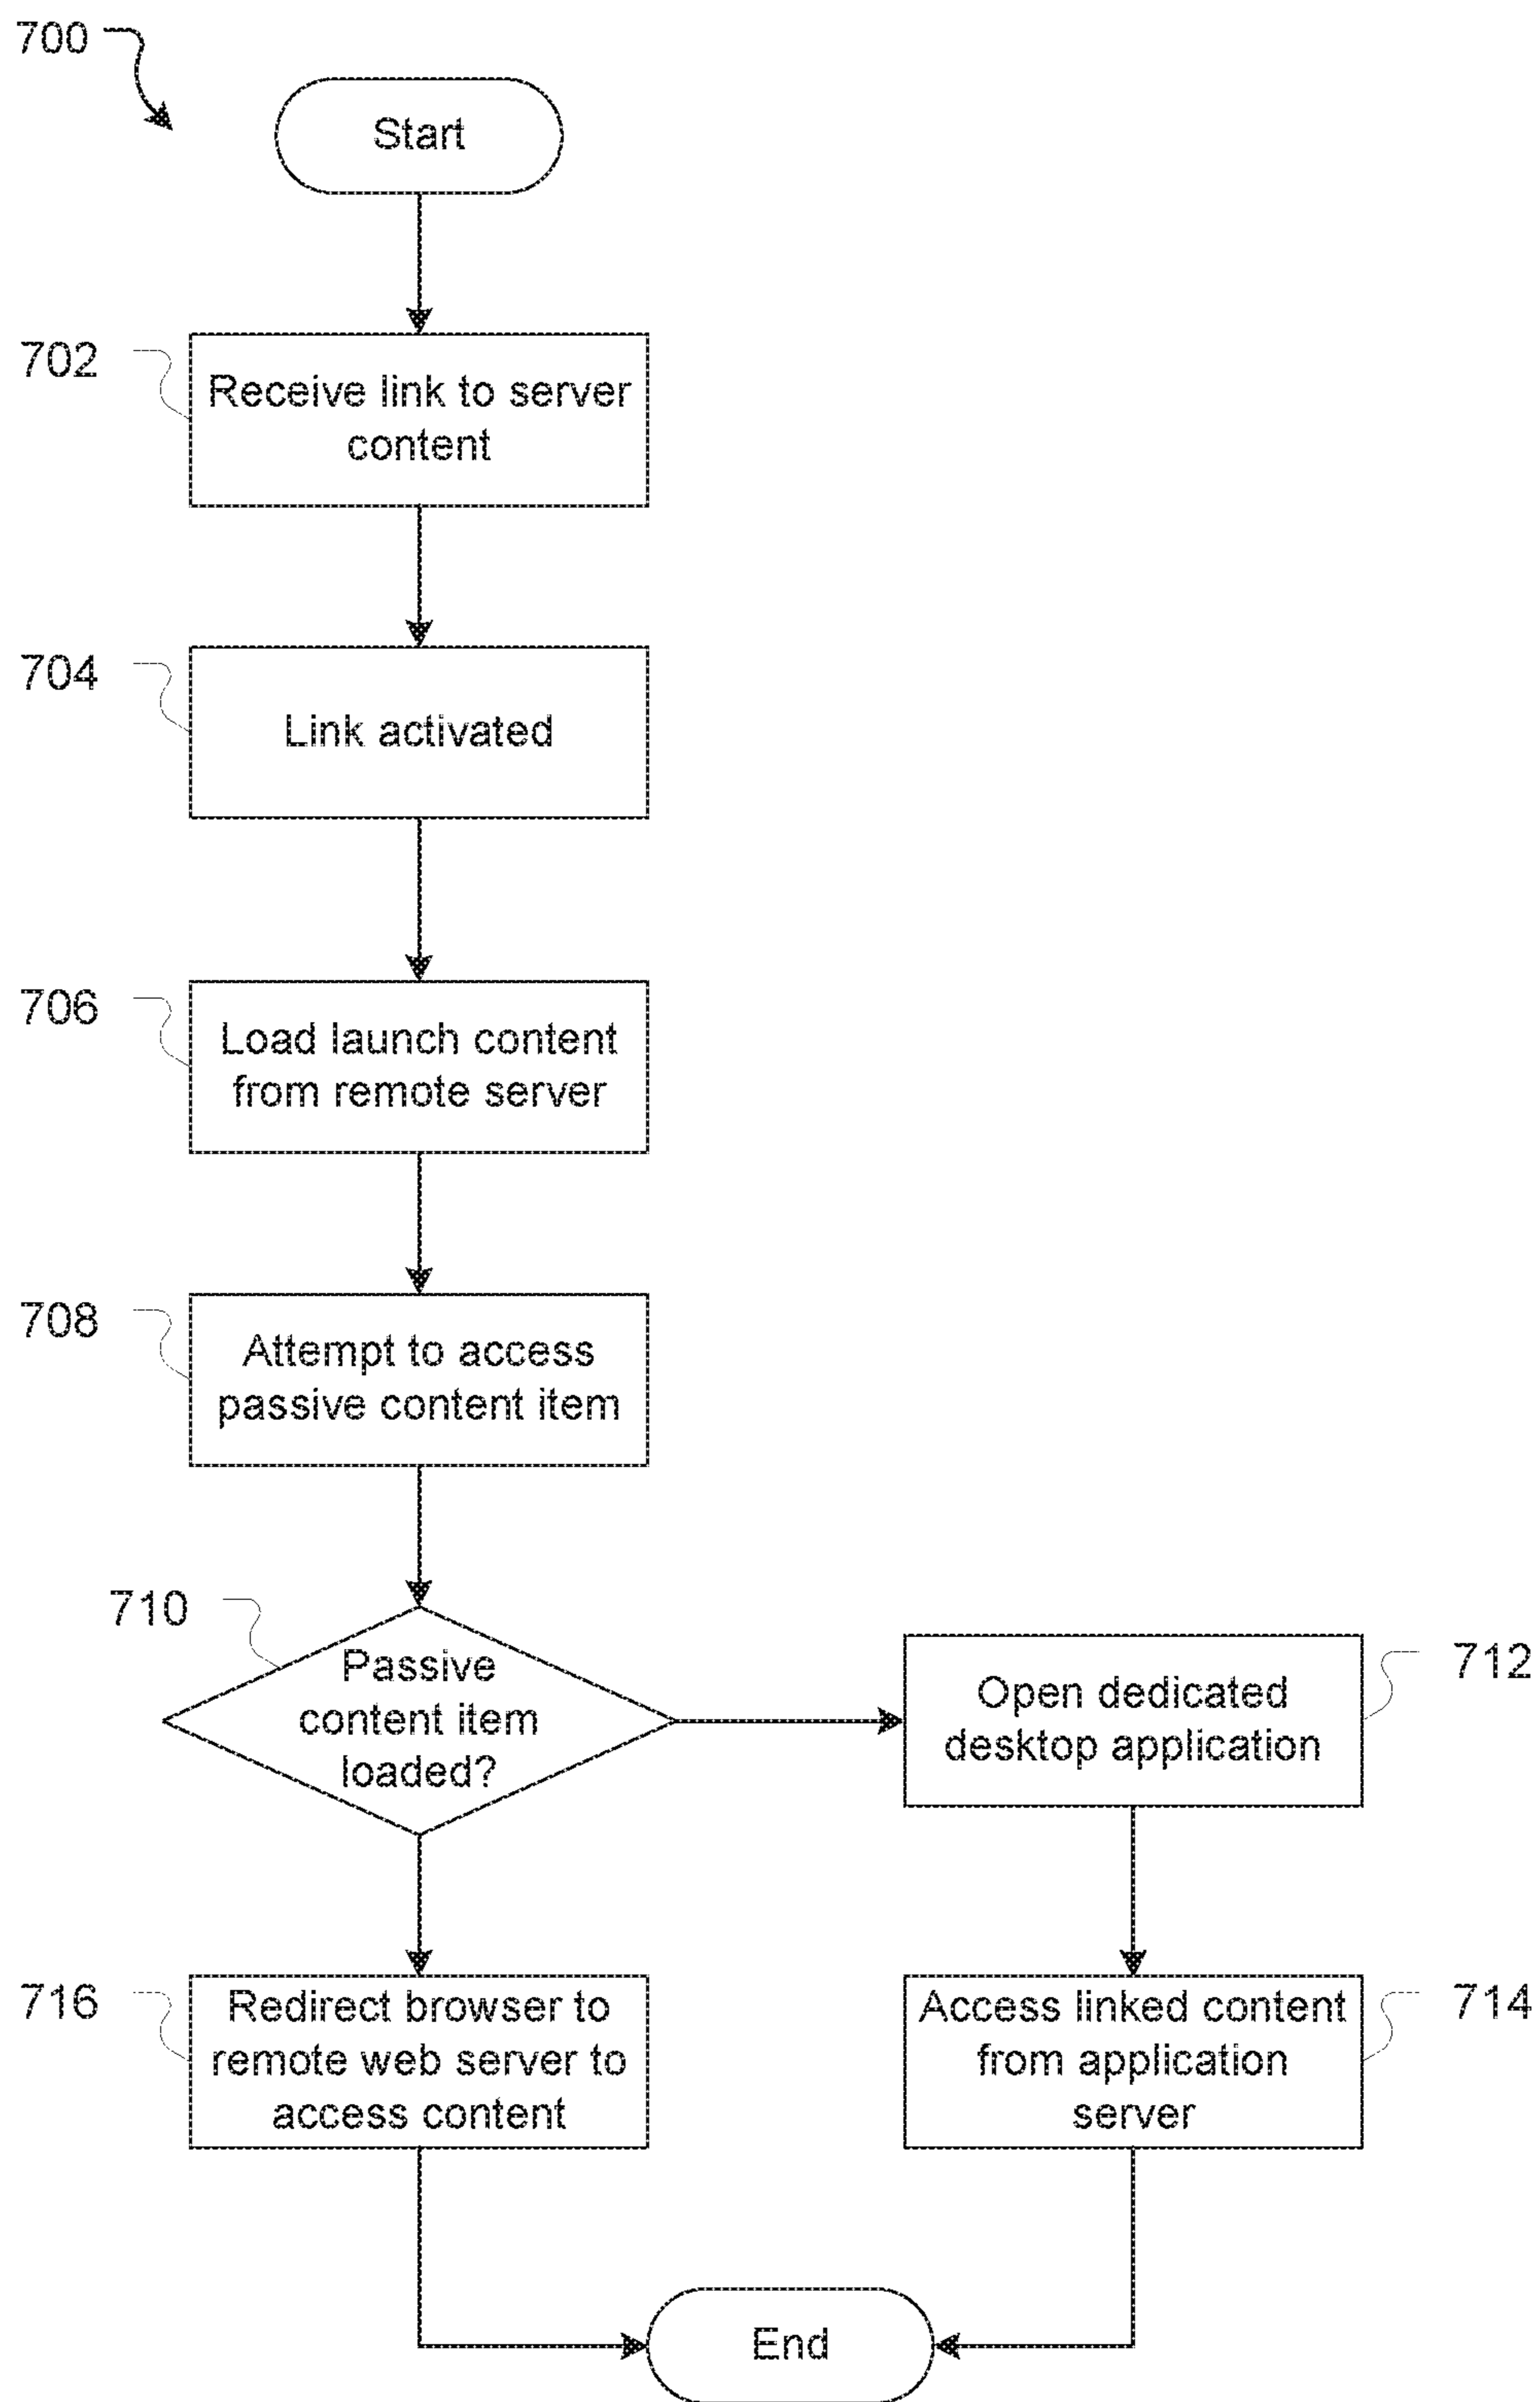 700
Start
702
Receive link to server
content
704
Link activated
706
Load launch content
from remote server
708
Attempt to access
passive content item
710
Passive
content item
loaded?
712
Open dedicated
desktop application
716
Redirect browser to
remote web server to
access content
714
Access linked content
from application
server
End